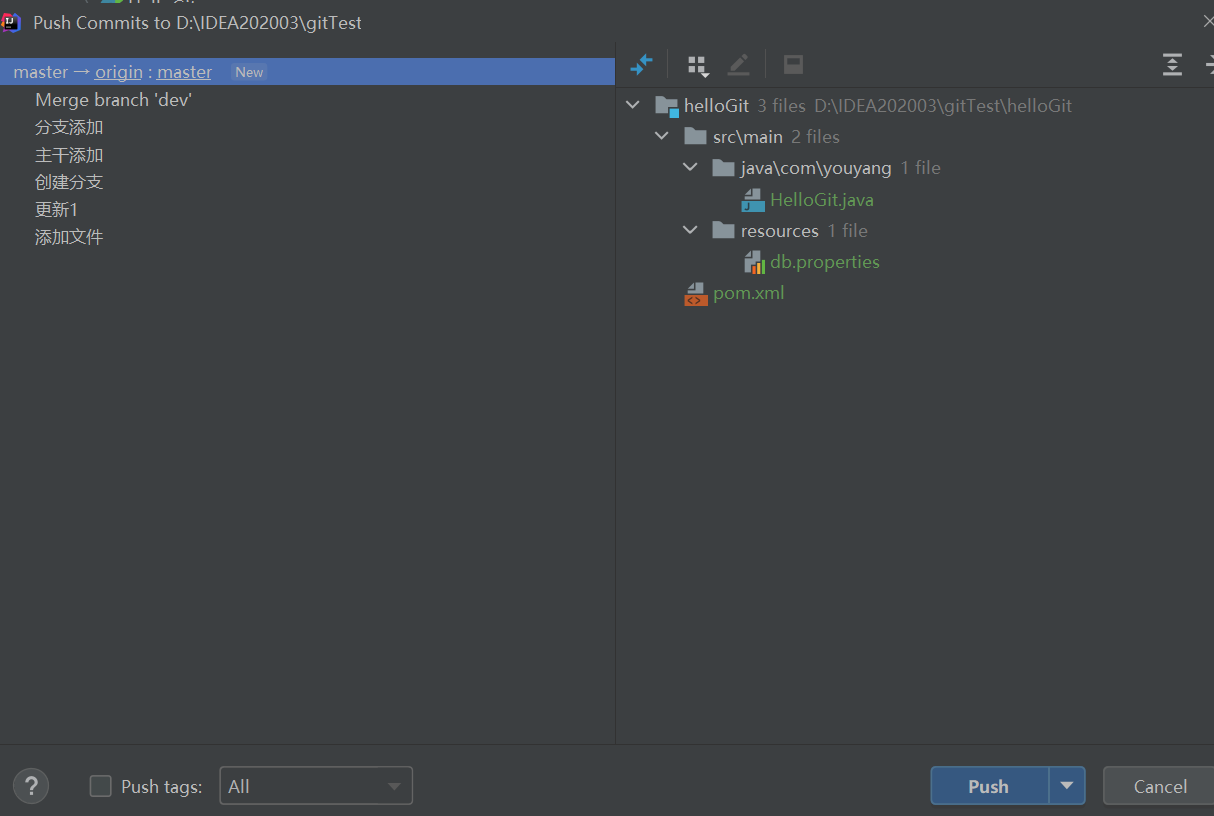 Push Commits to D:\IDEA202003\gitTest
master → origin : master New
Merge branch 'dev'
分支添加
主干添加
创建分支
更新1
添加文件
helloGit 3 files D:\IDEA202003\gitTest\helloGit
src\main 2 files
java\com\youyang 1 file
HelloGit.java
resources 1 file
db.properties
pom.xml
? Push tags: All
Push
Cancel